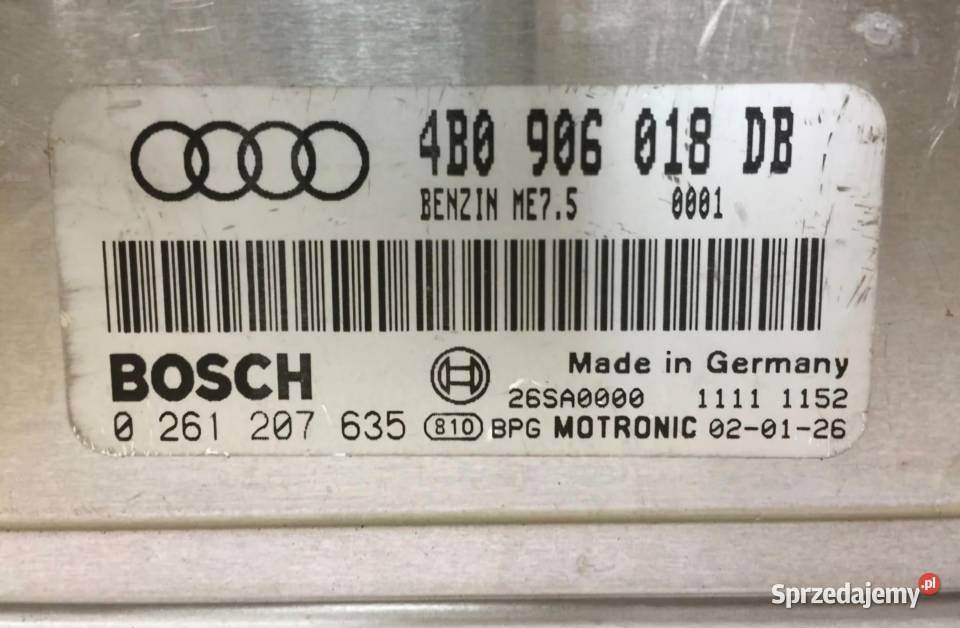 4B0 906 018 DB
BENZIN ME7.5 0001
BOSCH Made in Germany
26SA0000 1111 1152
0 261 207 635 810 BPG MOTRONIC 02-01-26
Sprzedajemy.pl